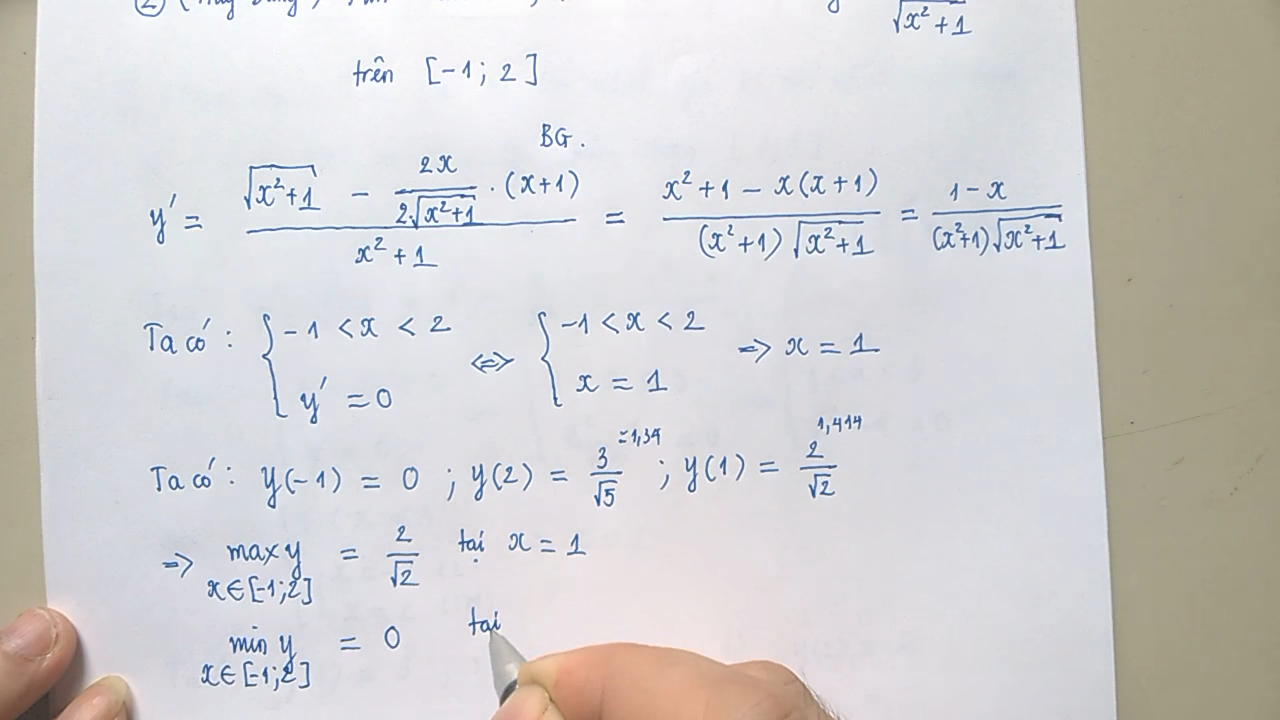 ②
√(x²+1)
trên [-1; 2]
BG.
y' = (√(x²+1) - 2x/(2√(x²+1)) · (x+1))/(x²+1) = (x²+1 - x(x+1))/((x²+1)√(x²+1)) = (1-x)/((x²+1)√(x²+1))
Ta có: { -1 < x < 2 ; y' = 0 ⇔ { -1 < x < 2 ; x = 1 ⇒ x = 1
Ta có: y(-1) = 0 ; y(2) = 3/√5 ≈1,34 ; y(1) = 2/√2 1,414
⇒ max y = 2/√2 tại x = 1
x∈[-1;2]
min y = 0 tại
x∈[-1;2]